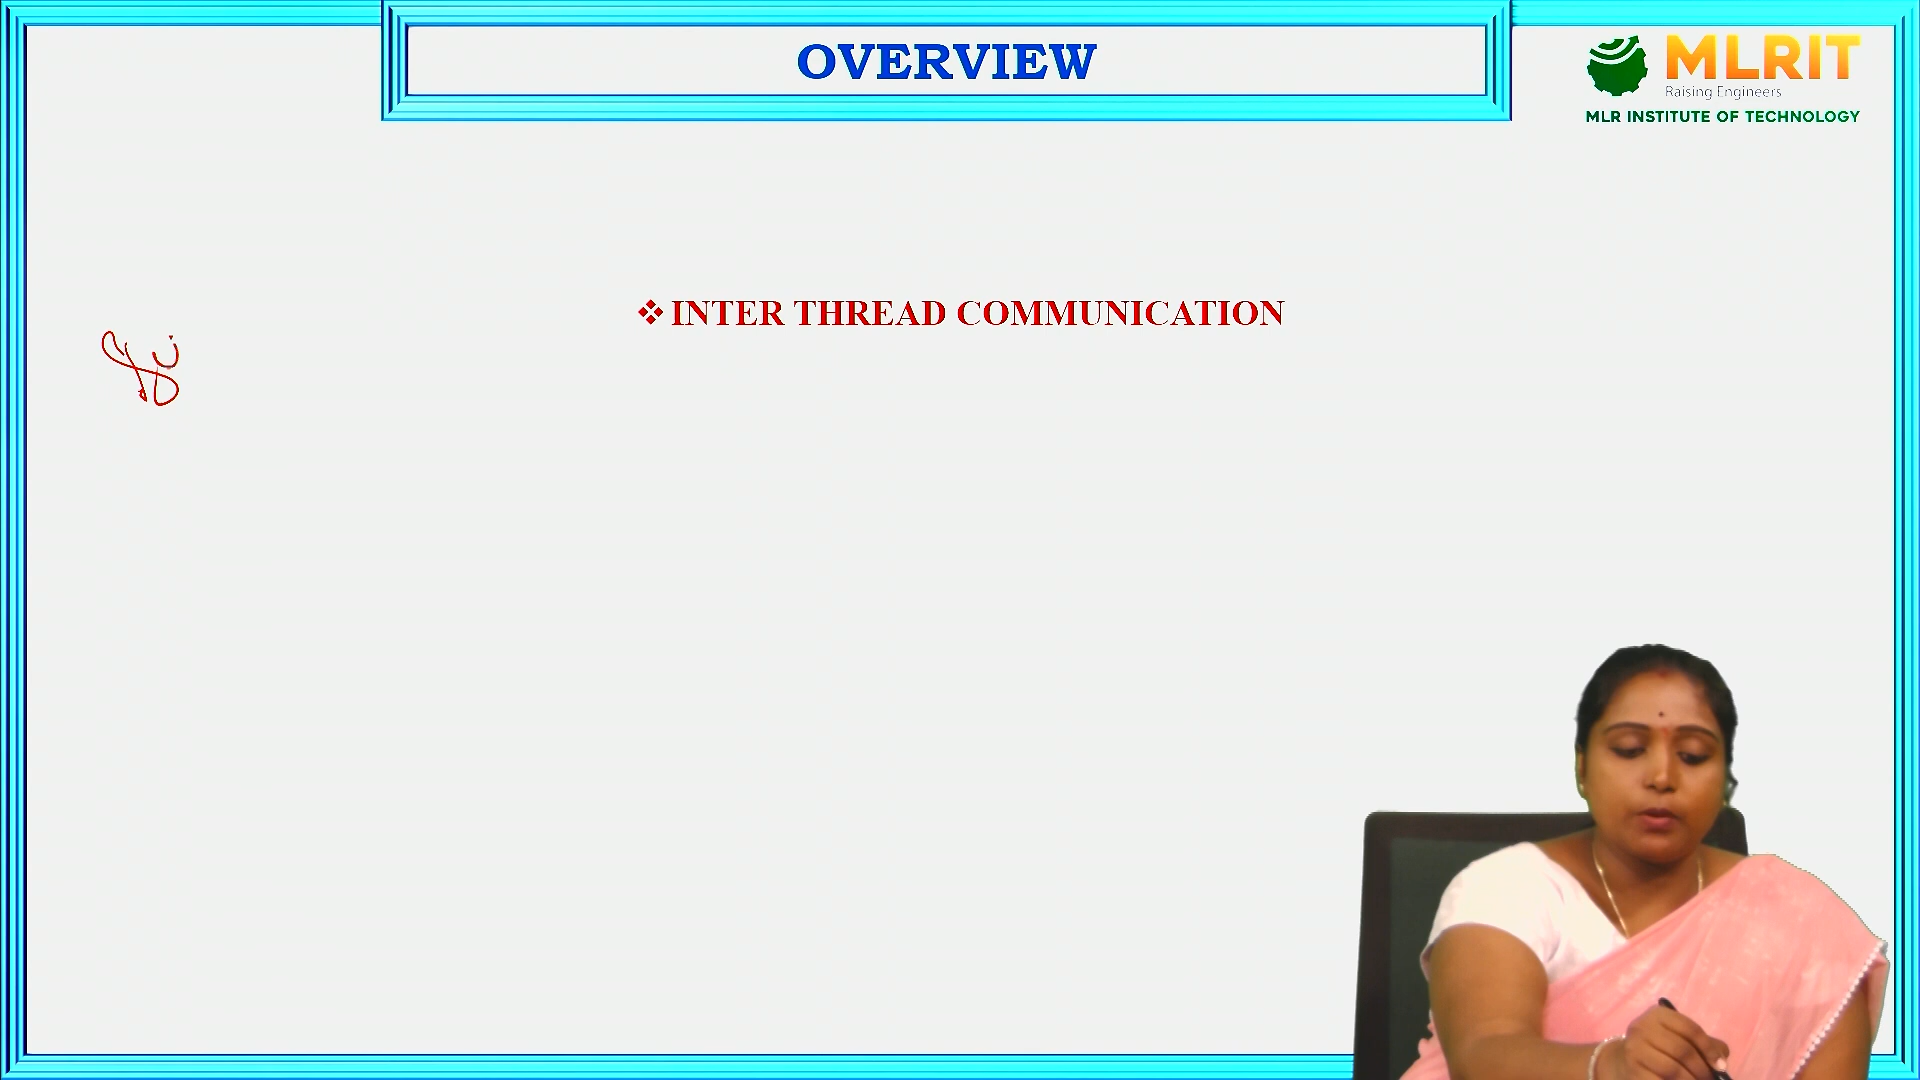 OVERVIEW
MLRIT
Raising Engineers
MLR INSTITUTE OF TECHNOLOGY
❖ INTER THREAD COMMUNICATION